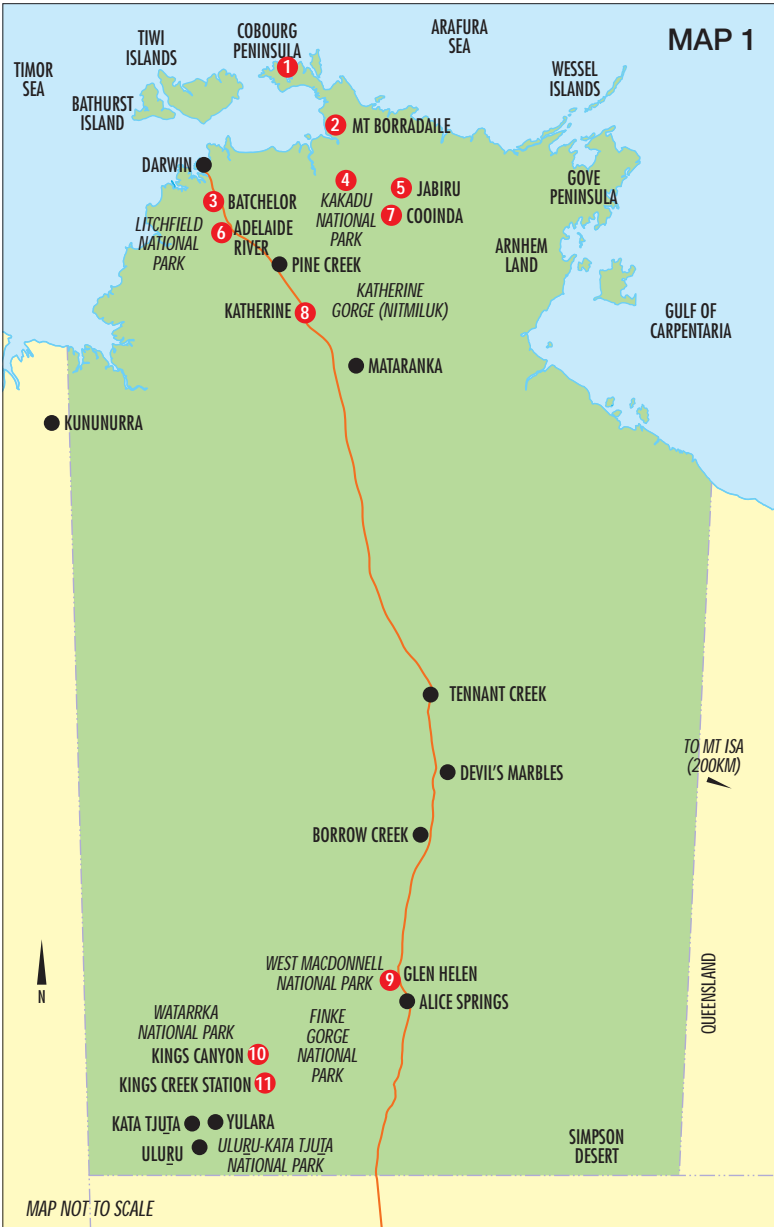 MAP 1
COBOURG
PENINSULA
1
ARAFURA
SEA
TIWI
ISLANDS
TIMOR
SEA
WESSEL
ISLANDS
BATHURST
ISLAND
2 MT BORRADAILE
DARWIN
4
KAKADU
NATIONAL
PARK
5 JABIRU
7 COOINDA
GOVE
PENINSULA
3 BATCHELOR
6 ADELAIDE
RIVER
LITCHFIELD
NATIONAL
PARK
ARNHEM
LAND
PINE CREEK
KATHERINE
GORGE (NITMILUK)
KATHERINE 8
GULF OF
CARPENTARIA
MATARANKA
KUNUNURRA
TENNANT CREEK
TO MT ISA
(200KM)
DEVIL'S MARBLES
BORROW CREEK
WEST MACDONNELL
NATIONAL PARK
9 GLEN HELEN
ALICE SPRINGS
QUEENSLAND
N
WATARRKA
NATIONAL PARK
FINKE
GORGE
NATIONAL
PARK
KINGS CANYON 10
KINGS CREEK STATION 11
KATA TJUṮA
YULARA
ULUṞU
ULUṞU-KATA TJUṮA
NATIONAL PARK
SIMPSON
DESERT
MAP NOT TO SCALE